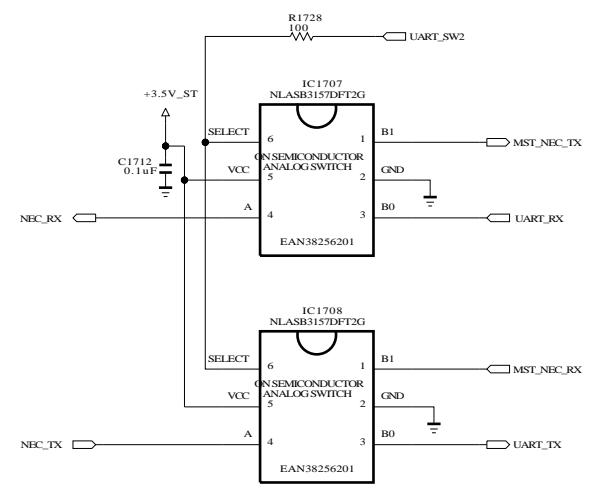 R1728
100
UART_SW2
IC1707
NLASB3157DFT2G
+3.5V_ST
SELECT 6 1 B1 MST_NEC_TX
C1712
0.1uF
ON SEMICONDUCTOR
ANALOG SWITCH
VCC 5 2 GND
NEC_RX A 4 3 B0 UART_RX
EAN38256201
IC1708
NLASB3157DFT2G
SELECT 6 1 B1 MST_NEC_RX
ON SEMICONDUCTOR
ANALOG SWITCH
VCC 5 2 GND
NEC_TX A 4 3 B0 UART_TX
EAN38256201